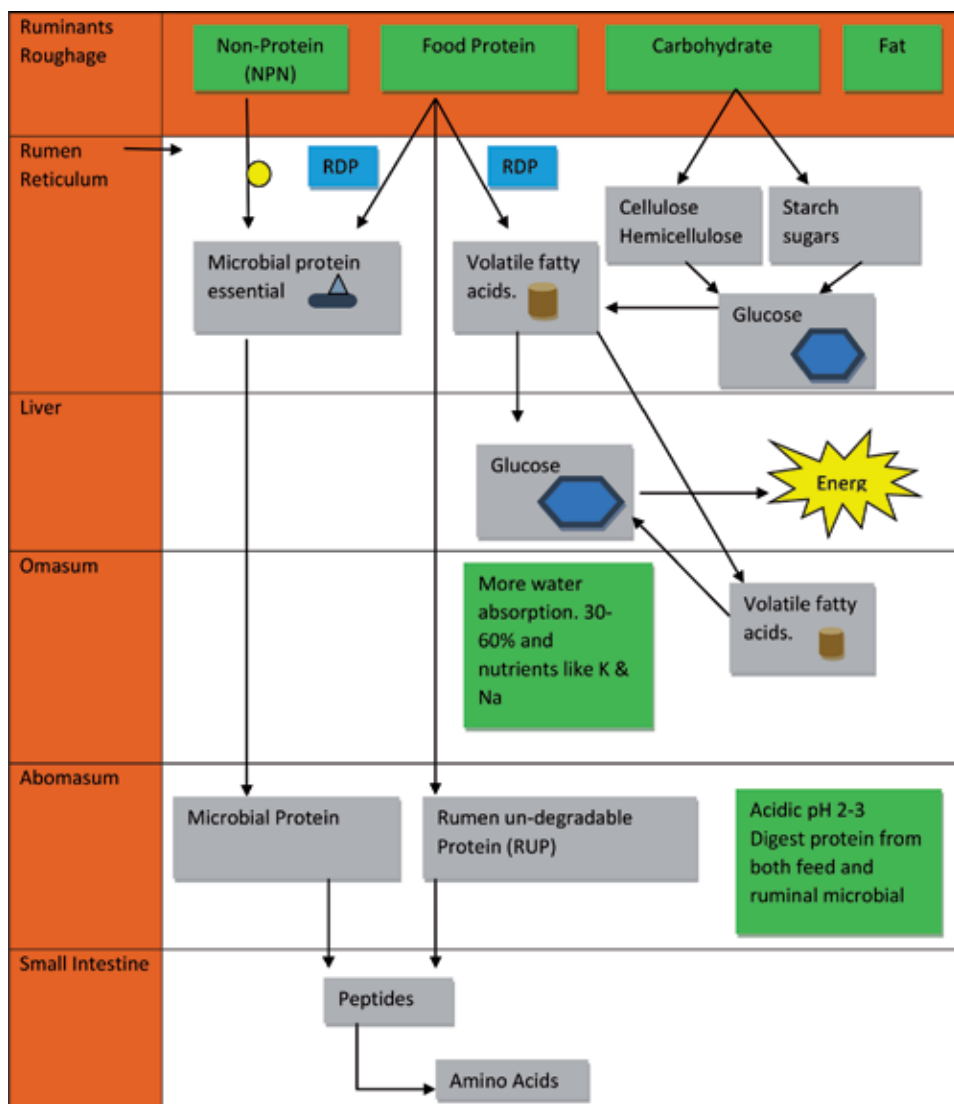 Ruminants
Roughage
Non-Protein
(NPN)
Food Protein
Carbohydrate
Fat
Rumen
Reticulum
RDP
RDP
Cellulose
Hemicellulose
Starch
sugars
Microbial protein
essential
Volatile fatty
acids.
Glucose
Liver
Glucose
Energ
Omasum
More water
absorption. 30-
60% and
nutrients like K &
Na
Volatile fatty
acids.
Abomasum
Microbial Protein
Rumen un-degradable
Protein (RUP)
Acidic pH 2-3
Digest protein from
both feed and
ruminal microbial
Small Intestine
Peptides
Amino Acids